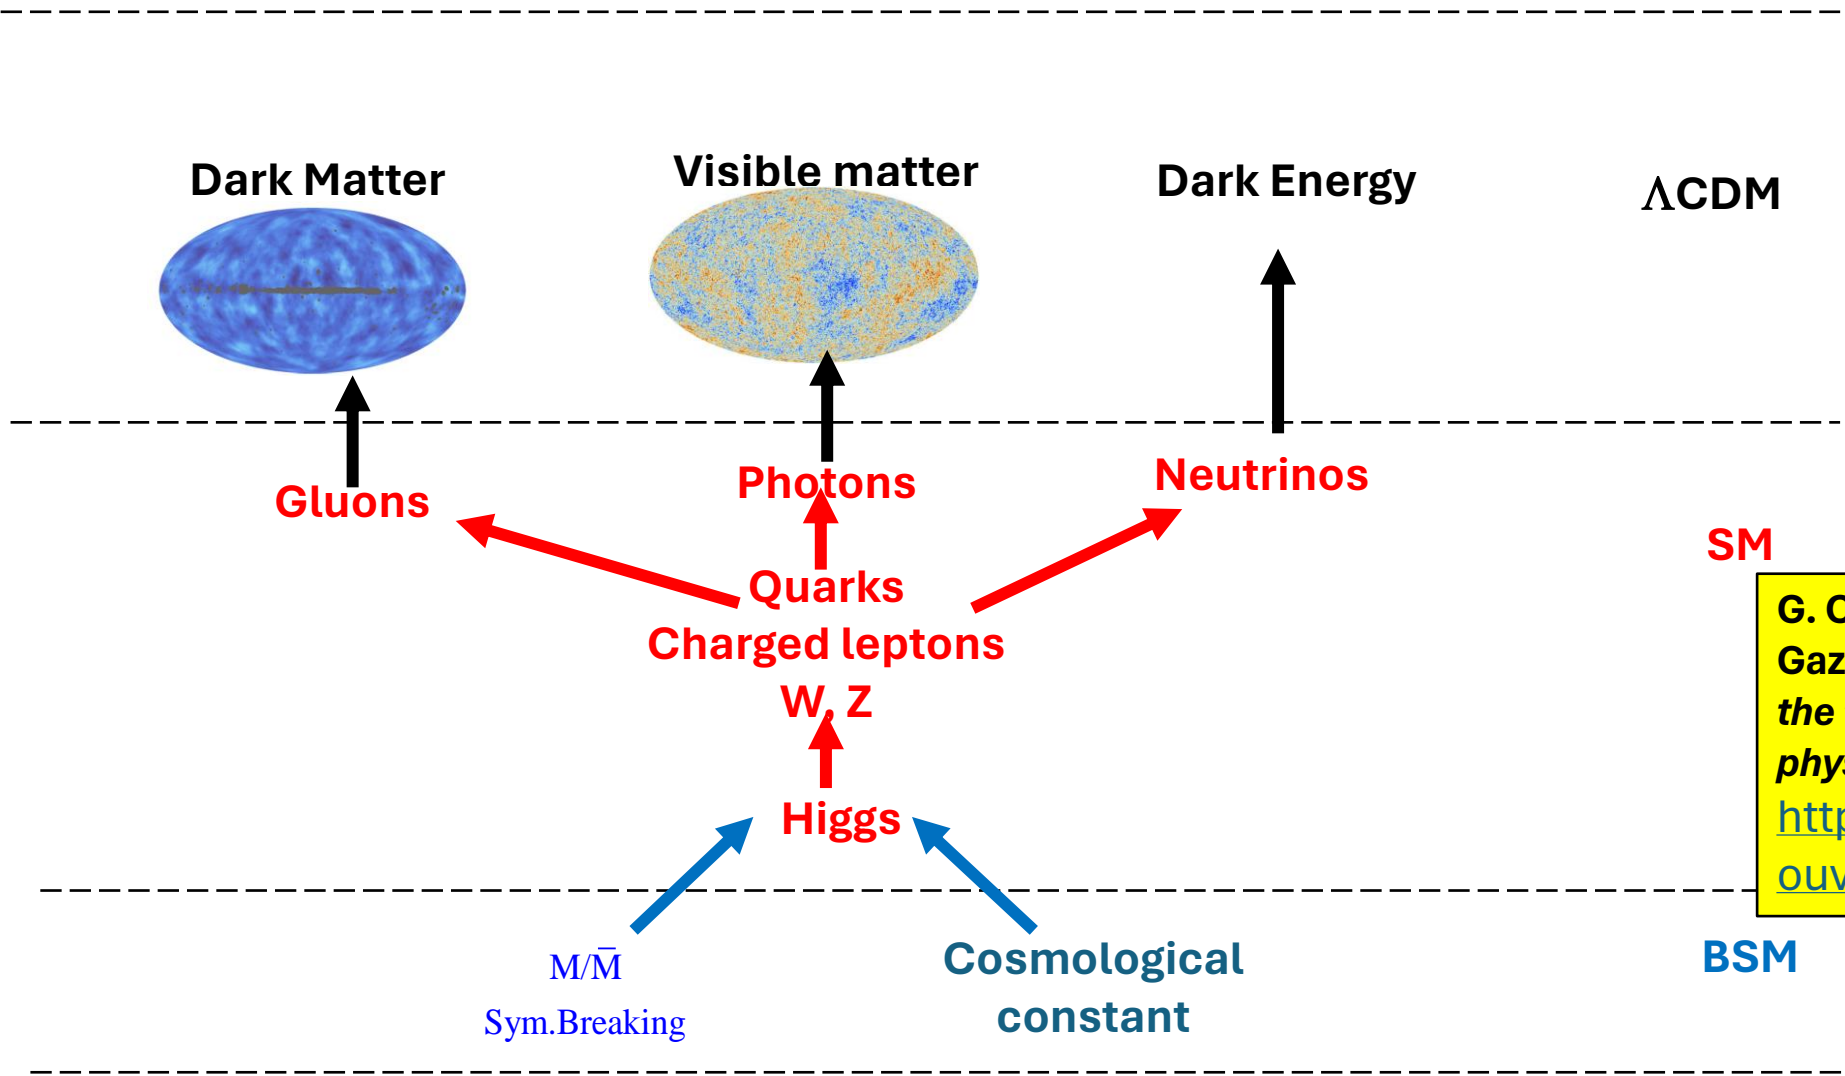 Dark Matter
Visible matter
Dark Energy
ΛCDM
Gluons
Photons
Neutrinos
SM
Quarks
Charged leptons
W, Z
Higgs
G. 
the
M/M̅
Sym.Breaking
Cosmological
constant
BSM